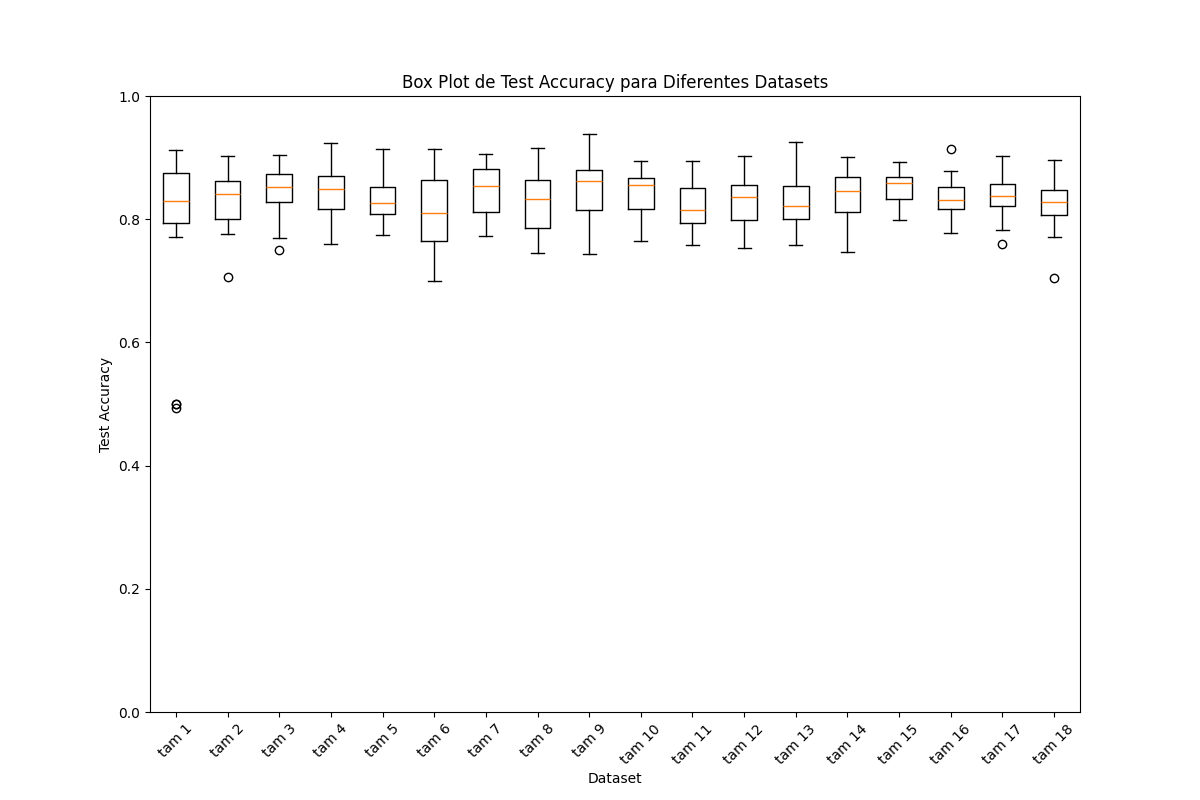 Box Plot de Test Accuracy para Diferentes Datasets
1.0
0.8
0.6
0.4
0.2
0.0
Test Accuracy
tam 1
tam 2
tam 3
tam 4
tam 5
tam 6
tam 7
tam 8
tam 9
tam 10
tam 11
tam 12
tam 13
tam 14
tam 15
tam 16
tam 17
tam 18
Dataset